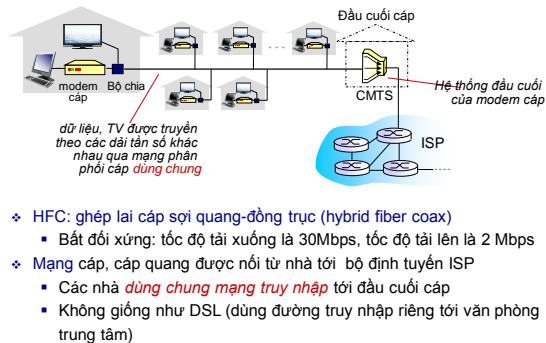 Đầu cuối cáp
modem cáp
Bộ chia
CMTS
Hệ thống đầu cuối
của modem cáp
dữ liệu, TV được truyền
theo các dải tần số khác
nhau qua mạng phân
phối cáp dùng chung
ISP
HFC: ghép lai cáp sợi quang-đồng trục (hybrid fiber coax)
Bất đối xứng: tốc độ tải xuống là 30Mbps, tốc độ tải lên là 2 Mbps
Mạng cáp, cáp quang được nối từ nhà tới bộ định tuyến ISP
Các nhà dùng chung mạng truy nhập tới đầu cuối cáp
Không giống như DSL (dùng đường truy nhập riêng tới văn phòng
trung tâm)